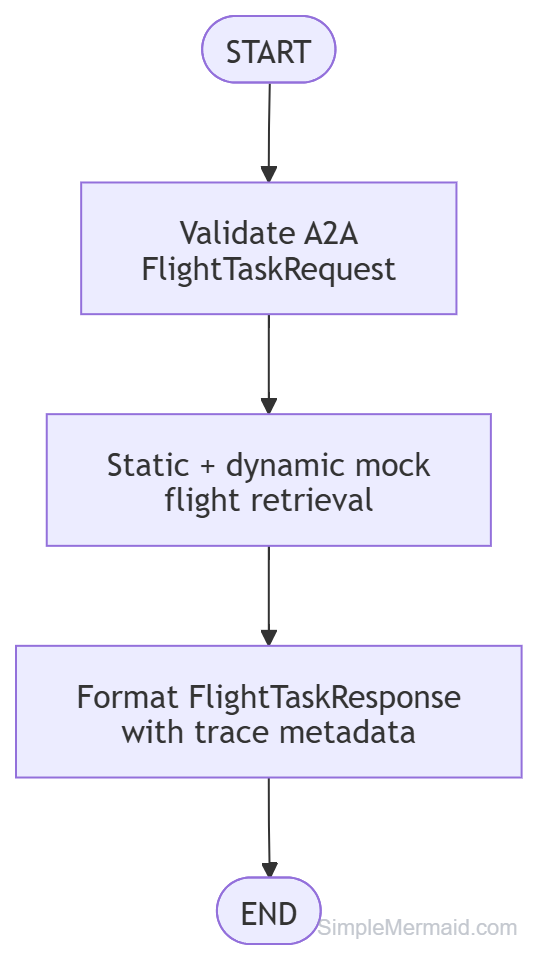 START
Validate A2A
FlightTaskRequest
Static + dynamic mock
flight retrieval
Format FlightTaskResponse
with trace metadata
END
SimpleMermaid.com